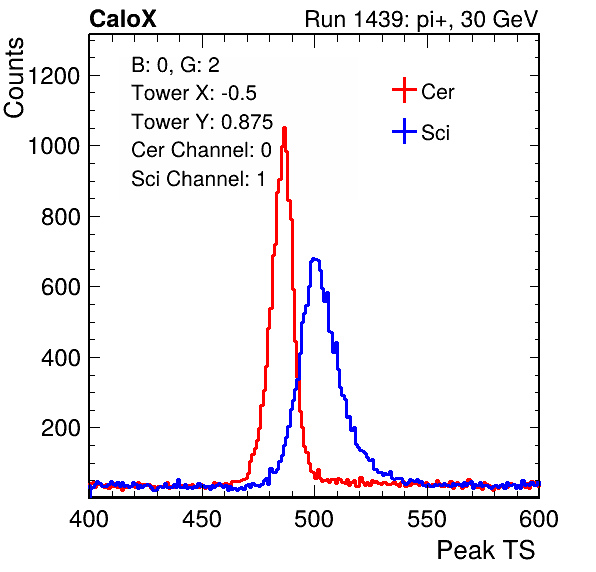 CaloX
Run 1439: pi+, 30 GeV
Counts
B: 0, G: 2
Tower X: -0.5
Tower Y: 0.875
Cer Channel: 0
Sci Channel: 1
Cer
Sci
1200
1000
800
600
400
200
400 450 500 550 600
Peak TS